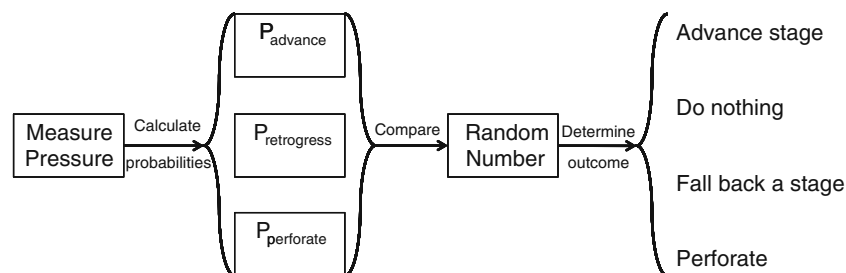 Measure
Pressure
Calculate
probabilities
Padvance
Pretrogress
Pperforate
Compare
Random
Number
Determine
outcome
Advance stage
Do nothing
Fall back a stage
Perforate